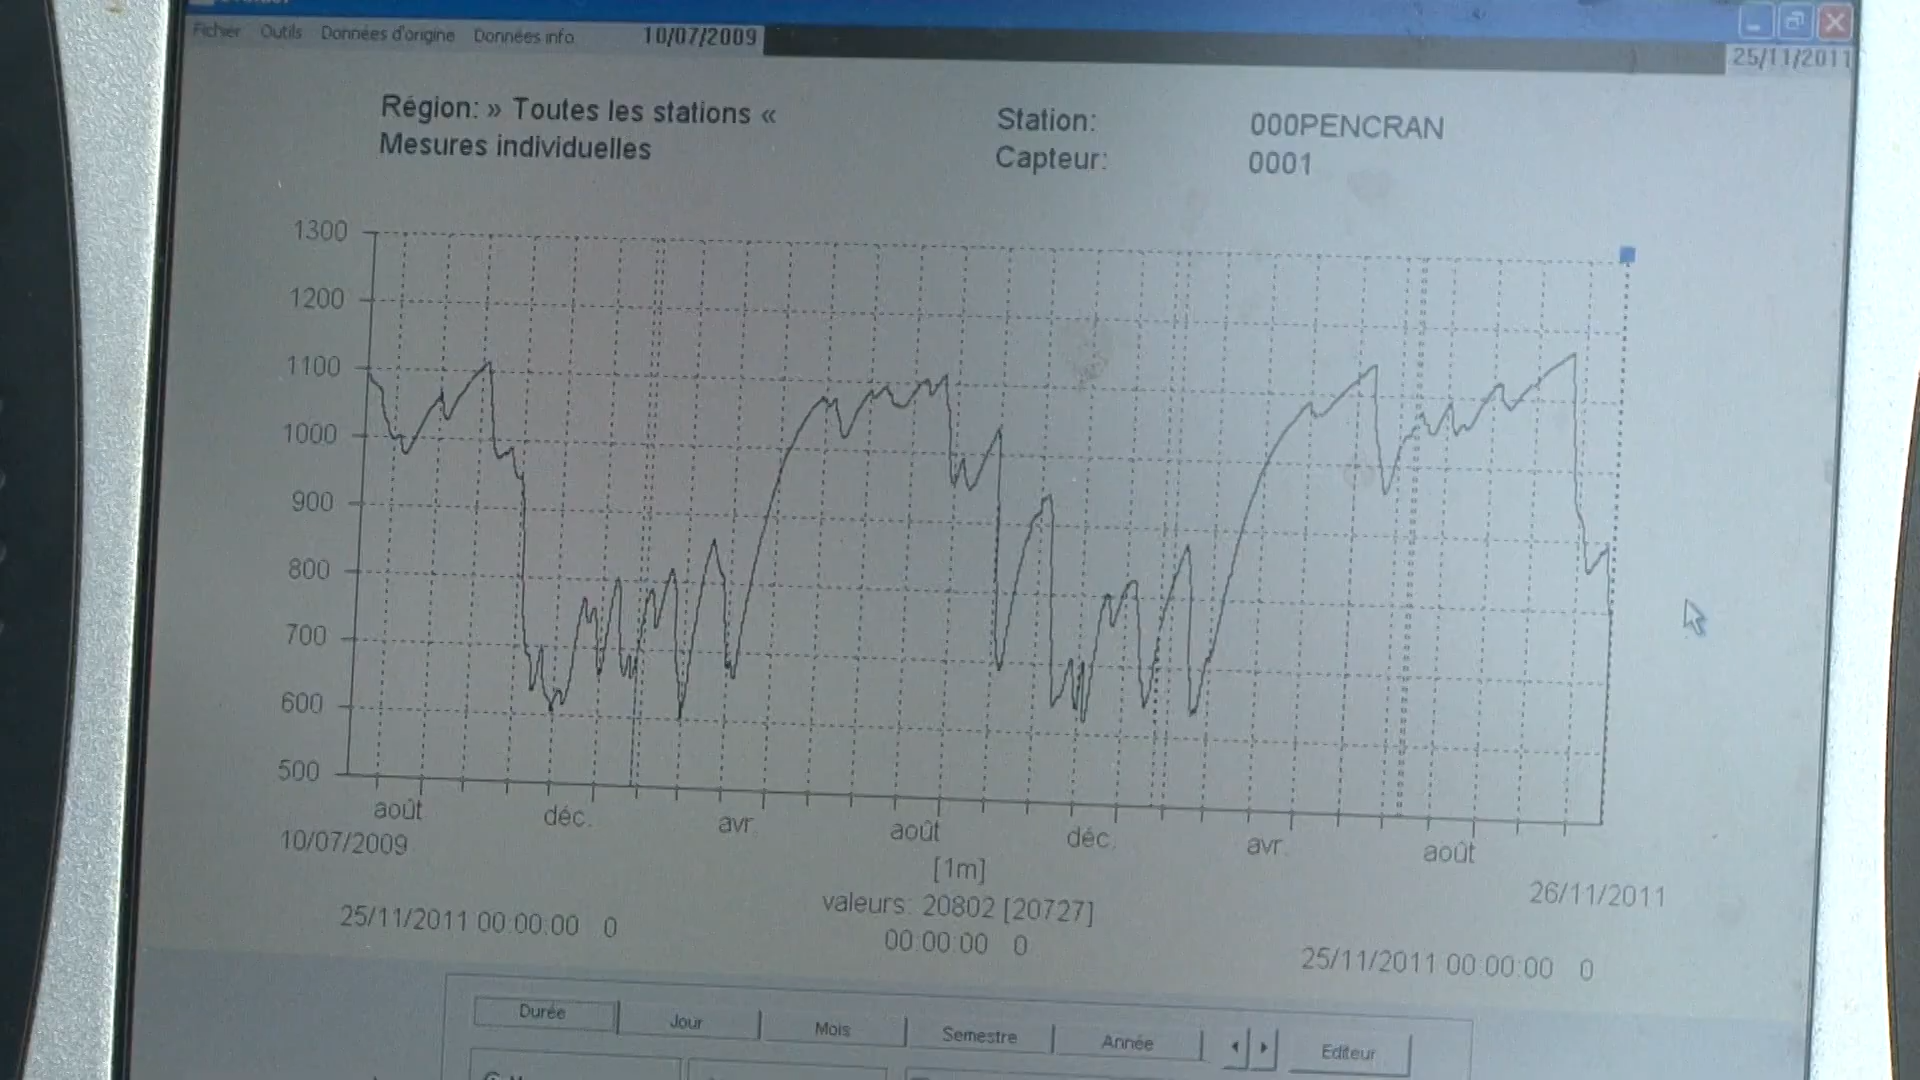 Fichier Outils Données d'origine Données info 10/07/2009
25/11/2011
Région: » Toutes les stations «
Mesures individuelles
Station: 000PENCRAN
Capteur: 0001
1300
1200
1100
1000
900
800
700
600
500
août déc. avr août déc. avr août
10/07/2009
[1m]
26/11/2011
valeurs: 20802 [20727]
25/11/2011 00:00:00 0
00:00:00 0
25/11/2011 00:00:00 0
Durée Jour Mois Semestre Année Editeur